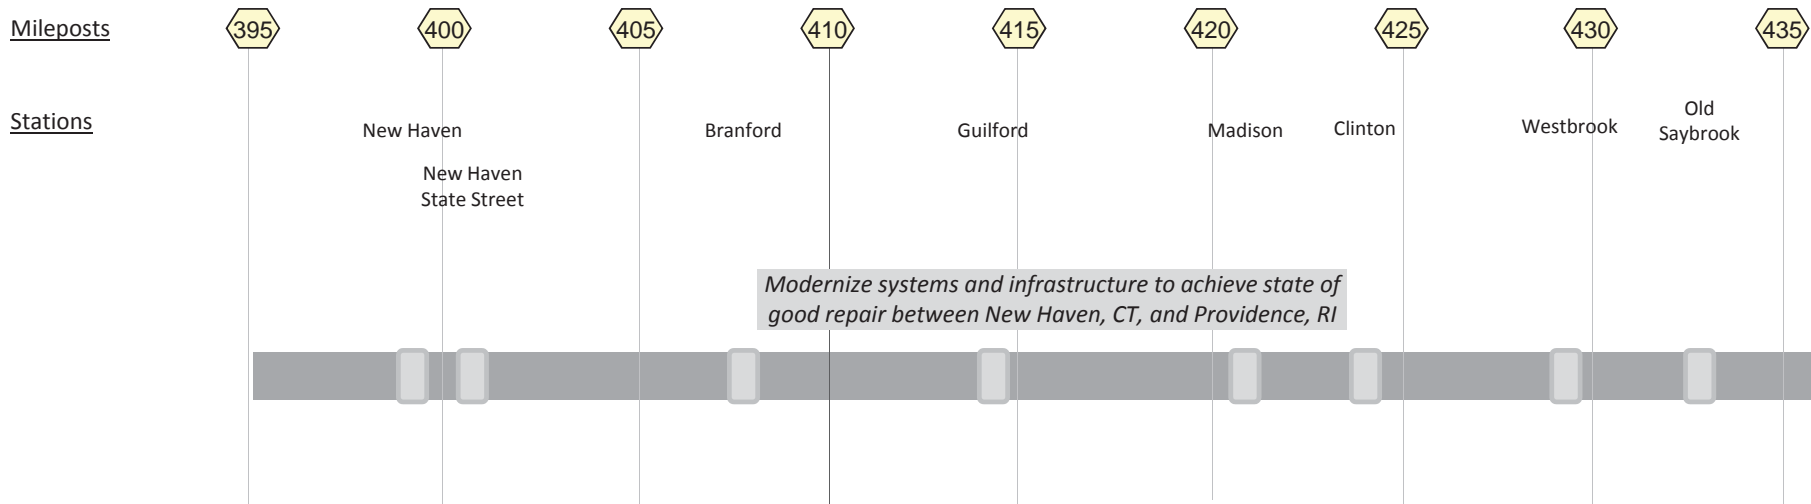 Mileposts
395 400 405 410 415 420 425 430 435
Stations
New Haven
New Haven
State Street
Branford
Guilford
Madison
Clinton
Westbrook
Old
Saybrook
Modernize systems and infrastructure to achieve state of
good repair between New Haven, CT, and Providence, RI